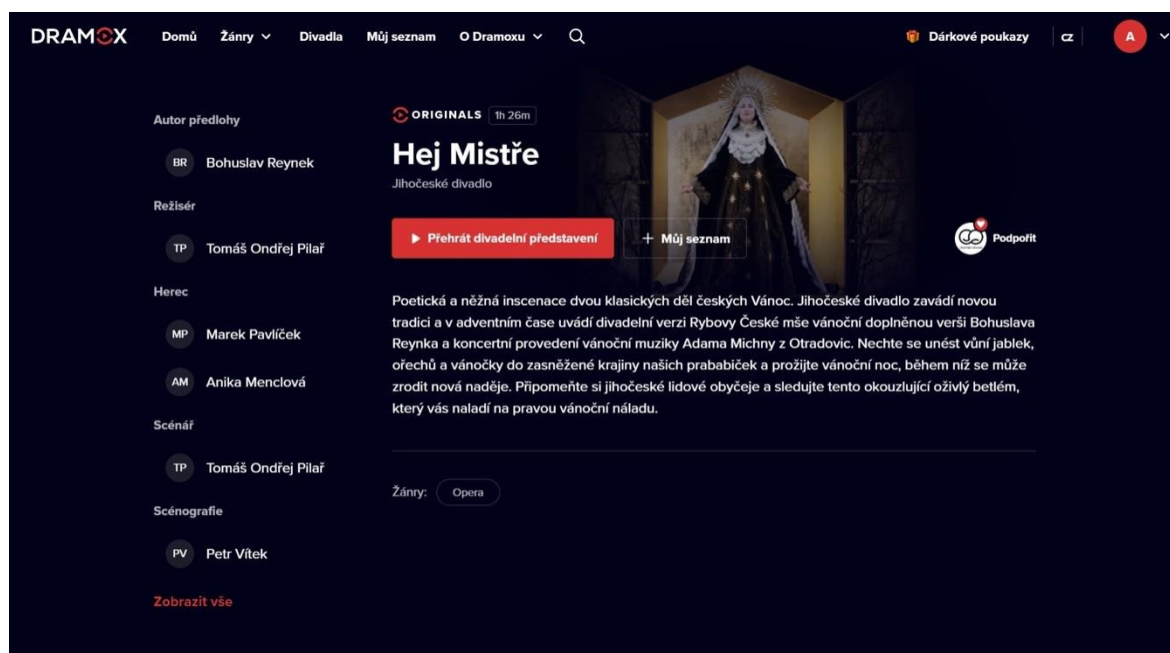 DRAMOX Domů Žánry Divadla Můj seznam O Dramoxu Dárkové poukazy cz A
Autor předlohy
BR Bohuslav Reynek
Režisér
TP Tomáš Ondřej Pilař
Herec
MP Marek Pavlíček
AM Anika Menclová
Scénář
TP Tomáš Ondřej Pilař
Scénografie
PV Petr Vítek
Zobrazit vše
ORIGINALS 1h 26m
Hej Mistře
Jihočeské divadlo
Přehrát divadelní představení + Můj seznam Podpořit
Poetická a něžná inscenace dvou klasických děl českých Vánoc. Jihočeské divadlo zavádí novou
tradici a v adventním čase uvádí divadelní verzi Rybovy České mše vánoční doplněnou verši Bohuslava
Reynka a koncertní provedení vánoční muziky Adama Michny z Otradovic. Nechte se unést vůní jablek,
ořechů a vánočky do zasněžené krajiny našich prababiček a prožijte vánoční noc, během níž se může
zrodit nová naděje. Připomeňte si jihočeské lidové obyčeje a sledujte tento okouzlující oživlý betlém,
který vás naladí na pravou vánoční náladu.
Žánry: Opera